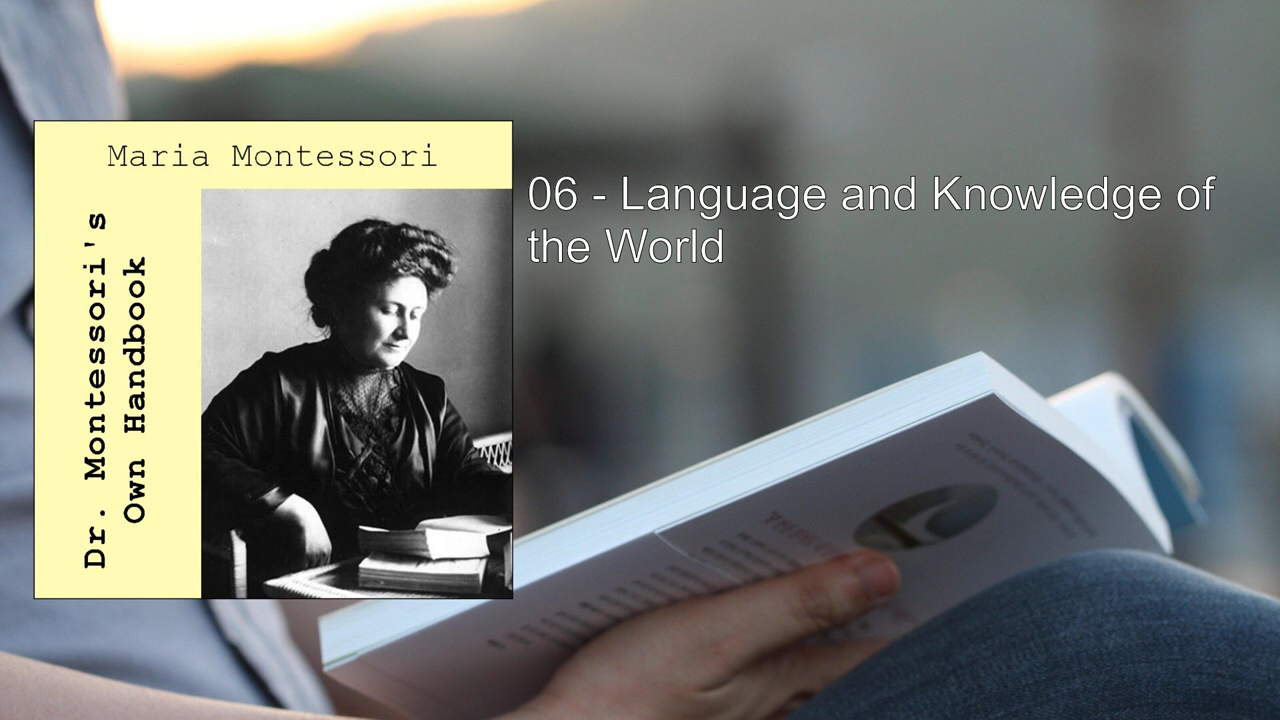 Maria Montessori
Dr. Montessori's
Own Handbook
06 - Language and Knowledge of
the World